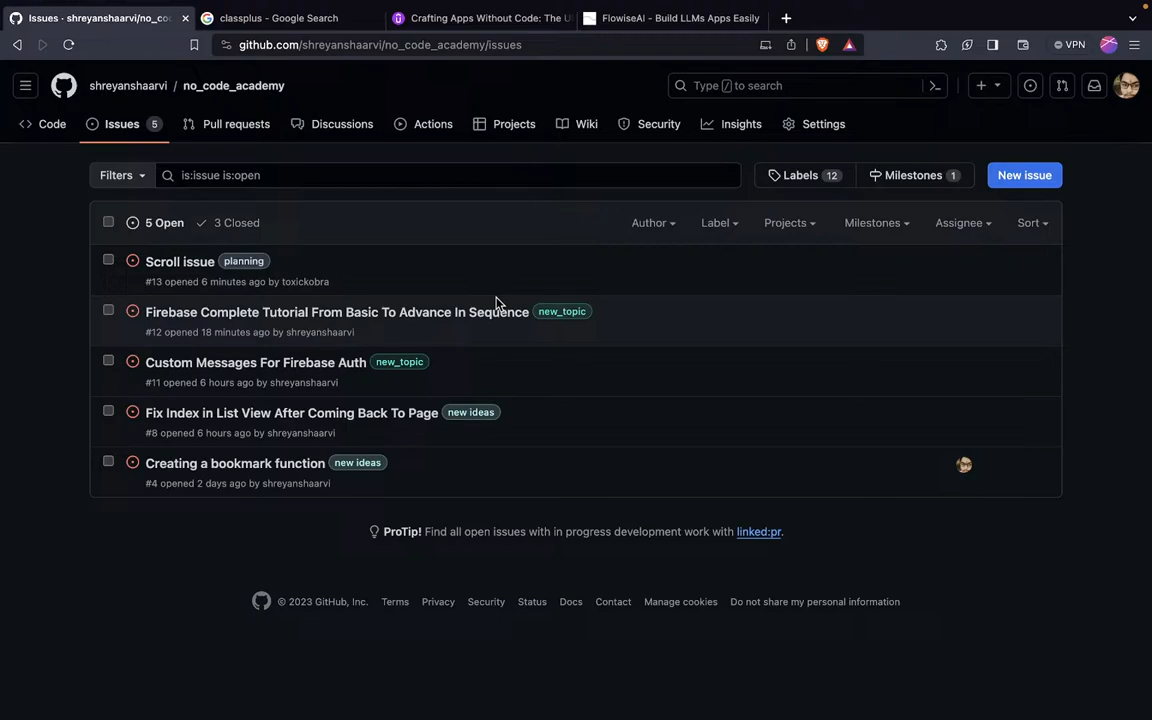 Issues · shreyanshaarvi/no_co
classplus - Google Search
Crafting Apps Without Code: The U
FlowiseAI - Build LLMs Apps Easily
github.com/shreyanshaarvi/no_code_academy/issues
VPN
shreyanshaarvi / no_code_academy
Type / to search
Code
Issues 5
Pull requests
Discussions
Actions
Projects
Wiki
Security
Insights
Settings
Filters
is:issue is:open
Labels 12
Milestones 1
New issue
5 Open
3 Closed
Author
Label
Projects
Milestones
Assignee
Sort
Scroll issue planning
#13 opened 6 minutes ago by toxickobra
Firebase Complete Tutorial From Basic To Advance In Sequence new_topic
#12 opened 18 minutes ago by shreyanshaarvi
Custom Messages For Firebase Auth new_topic
#11 opened 6 hours ago by shreyanshaarvi
Fix Index in List View After Coming Back To Page new ideas
#8 opened 6 hours ago by shreyanshaarvi
Creating a bookmark function new ideas
#4 opened 2 days ago by shreyanshaarvi
ProTip! Find all open issues with in progress development work with linked:pr.
© 2023 GitHub, Inc.
Terms
Privacy
Security
Status
Docs
Contact
Manage cookies
Do not share my personal information